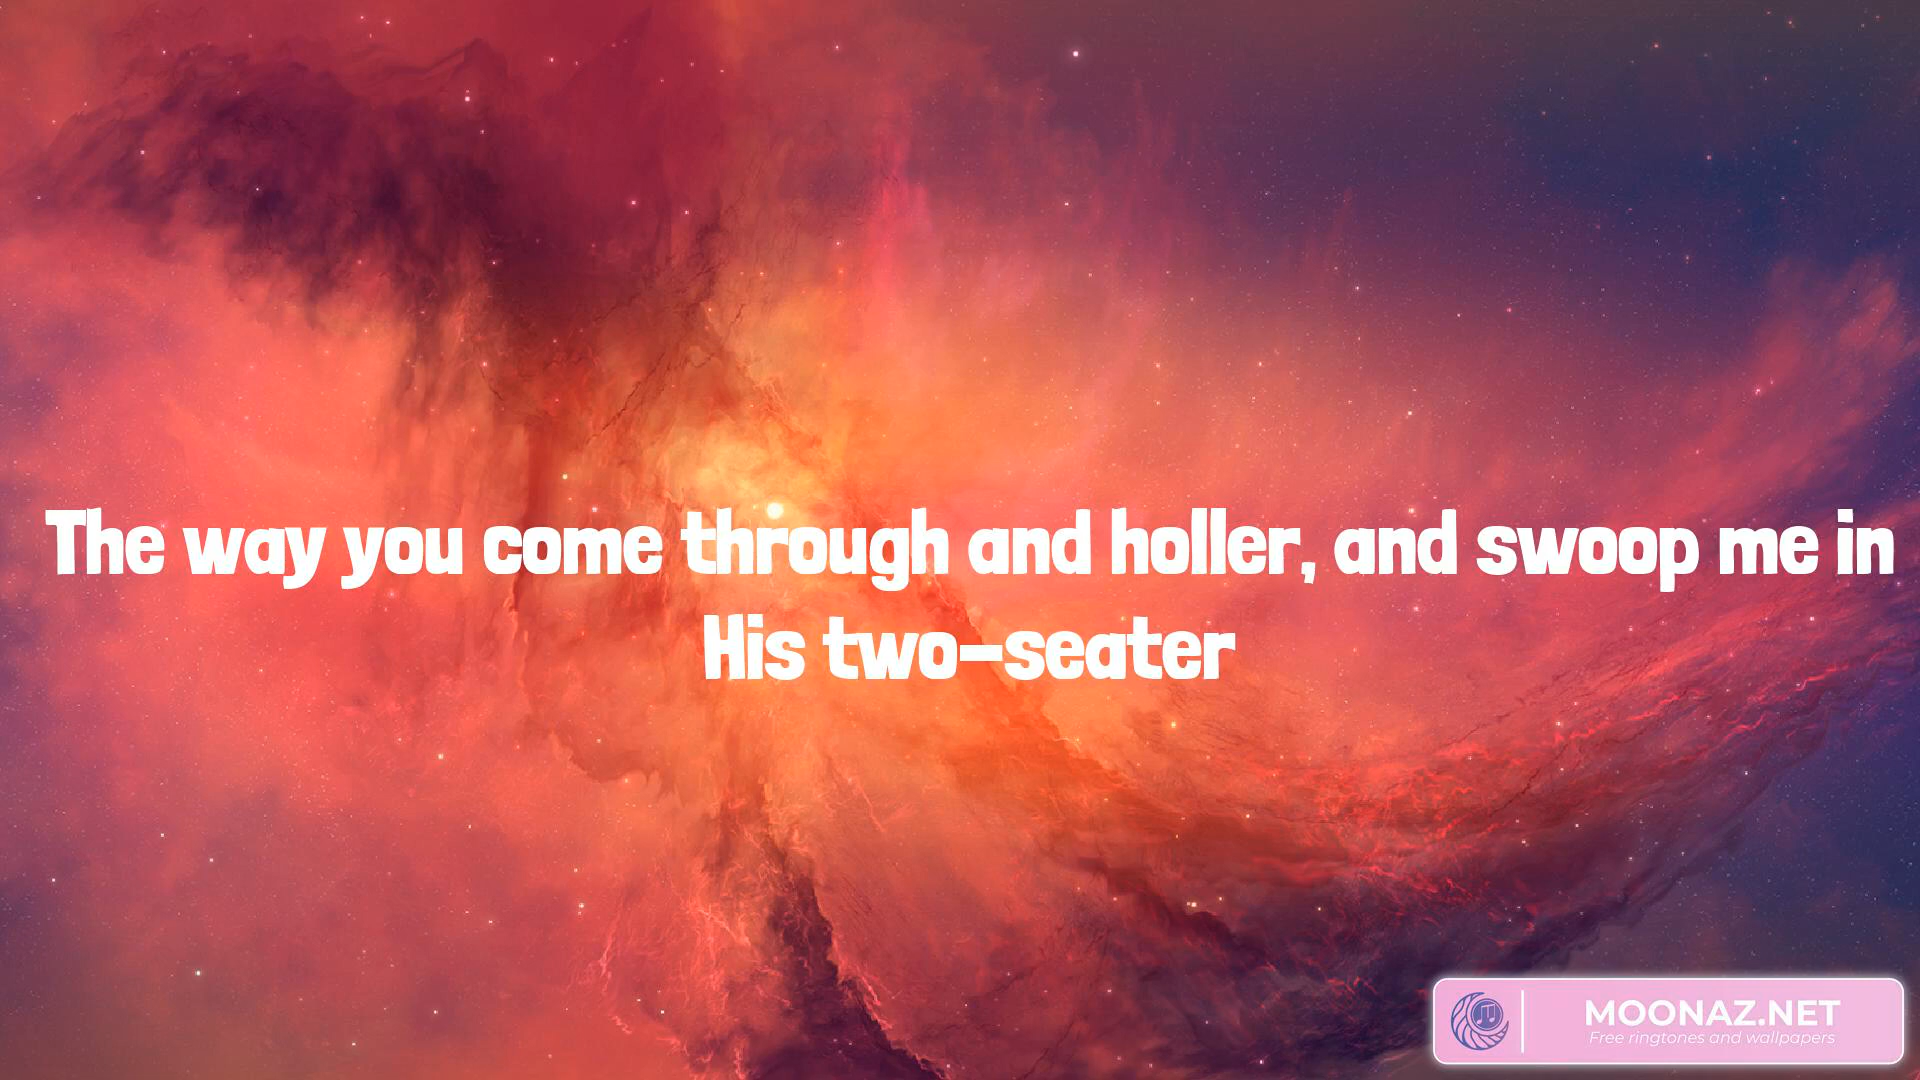 The way you come through and holler, and swoop me in
His two-seater
MOONAZ.NET
Free ringtones and wallpapers